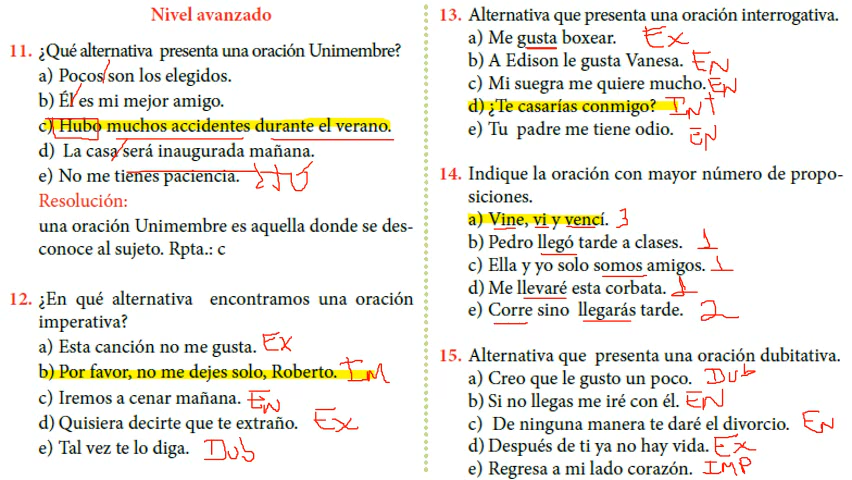 Nivel avanzado
11. ¿Qué alternativa presenta una oración Unimembre?
a) Pocos son los elegidos.
b) Él es mi mejor amigo.
c) Hubo muchos accidentes durante el verano.
d) La casa será inaugurada mañana.
e) No me tienes paciencia.
Resolución:
una oración Unimembre es aquella donde se des-
conoce al sujeto. Rpta.: c
12. ¿En qué alternativa encontramos una oración
imperativa?
a) Esta canción no me gusta. Ex
b) Por favor, no me dejes solo, Roberto. IM
c) Iremos a cenar mañana. EN
d) Quisiera decirte que te extraño. Ex
e) Tal vez te lo diga. Dub
13. Alternativa que presenta una oración interrogativa.
a) Me gusta boxear. Ex
b) A Edison le gusta Vanesa. EN
c) Mi suegra me quiere mucho. EN
d) ¿Te casarías conmigo? INt
e) Tu padre me tiene odio. EN
14. Indique la oración con mayor número de propo-
siciones.
a) Vine, vi y vencí. 3
b) Pedro llegó tarde a clases. 1
c) Ella y yo solo somos amigos. 1
d) Me llevaré esta corbata. 1
e) Corre sino llegarás tarde. 2
15. Alternativa que presenta una oración dubitativa.
a) Creo que le gusto un poco. Dub
b) Si no llegas me iré con él. EN
c) De ninguna manera te daré el divorcio. EN
d) Después de ti ya no hay vida. Ex
e) Regresa a mi lado corazón. IMP